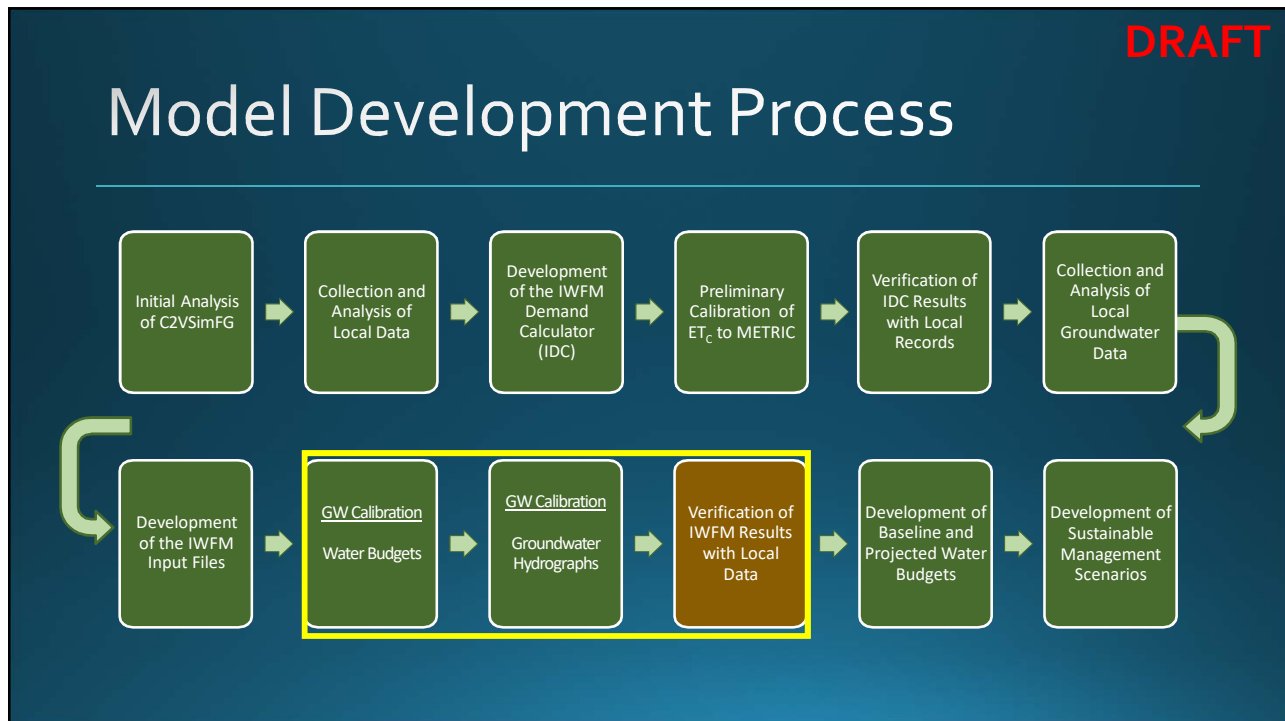 DRAFT
Model Development Process
Initial Analysis
of C2VSimFG
Collection and
Analysis of
Local Data
Development
of the IWFM
Demand
Calculator
(IDC)
Preliminary
Calibration of
ETC to METRIC
Verification of
IDC Results
with Local
Records
Collection and
Analysis of
Local
Groundwater
Data
Development
of the IWFM
Input Files
GW Calibration
Water Budgets
GW Calibration
Groundwater
Hydrographs
Verification of
IWFM Results
with Local
Data
Development of
Baseline and
Projected Water
Budgets
Development of
Sustainable
Management
Scenarios